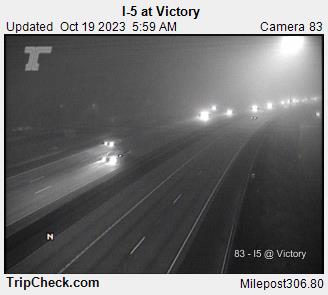 I-5 at Victory
Updated Oct 19 2023 5:59 AM Camera 83
T
N
83 - I5 @ Victory
TripCheck.com Milepost306.80